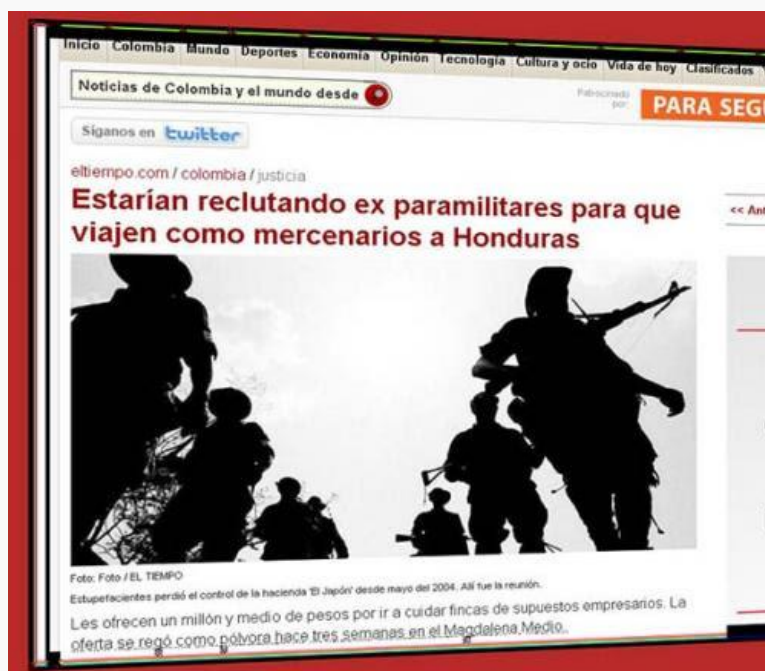 Inicio Colombia Mundo Deportes Economía Opinión Tecnología Cultura y ocio Vida de hoy Clasificados
Noticias de Colombia y el mundo desde
Patrocinado por:
PARA SEGU
Síganos en twitter
eltiempo.com / colombia / justicia
Estarían reclutando ex paramilitares para que
viajen como mercenarios a Honduras
<< Ant
Foto: Foto / EL TIEMPO
Estupefacientes perdió el control de la hacienda 'El Japón' desde mayo del 2004. Allí fue la reunión.
Les ofrecen un millón y medio de pesos por ir a cuidar fincas de supuestos empresarios. La
oferta se regó como pólvora hace tres semanas en el Magdalena Medio.